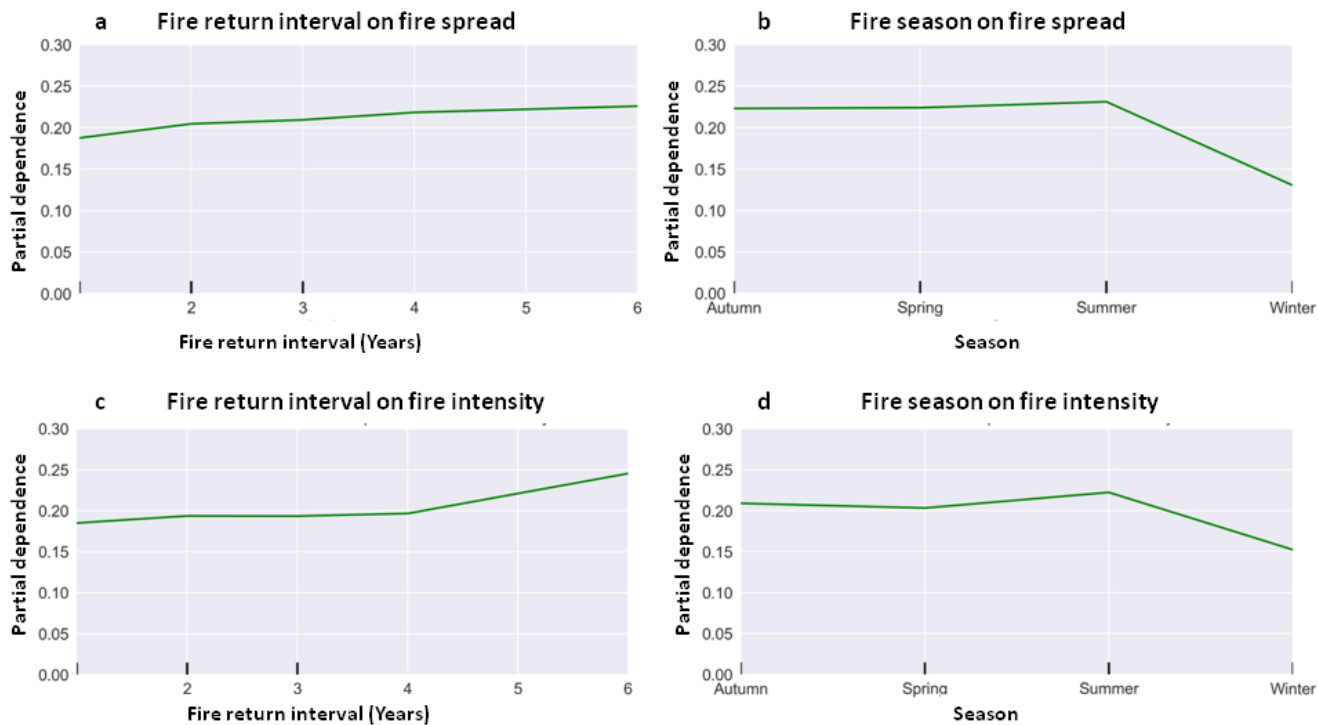 a Fire return interval on fire spread
0.30
0.25
0.20
0.15
0.10
0.05
0.00
Partial dependence
2 3 4 5 6
Fire return interval (Years)
b Fire season on fire spread
0.30
0.25
0.20
0.15
0.10
0.05
0.00
Partial dependence
Autumn Spring Summer Winter
Season
c Fire return interval on fire intensity
0.30
0.25
0.20
0.15
0.10
0.05
0.00
Partial dependence
2 3 4 5 6
Fire return interval (Years)
d Fire season on fire intensity
0.30
0.25
0.20
0.15
0.10
0.05
0.00
Partial dependence
Autumn Spring Summer Winter
Season